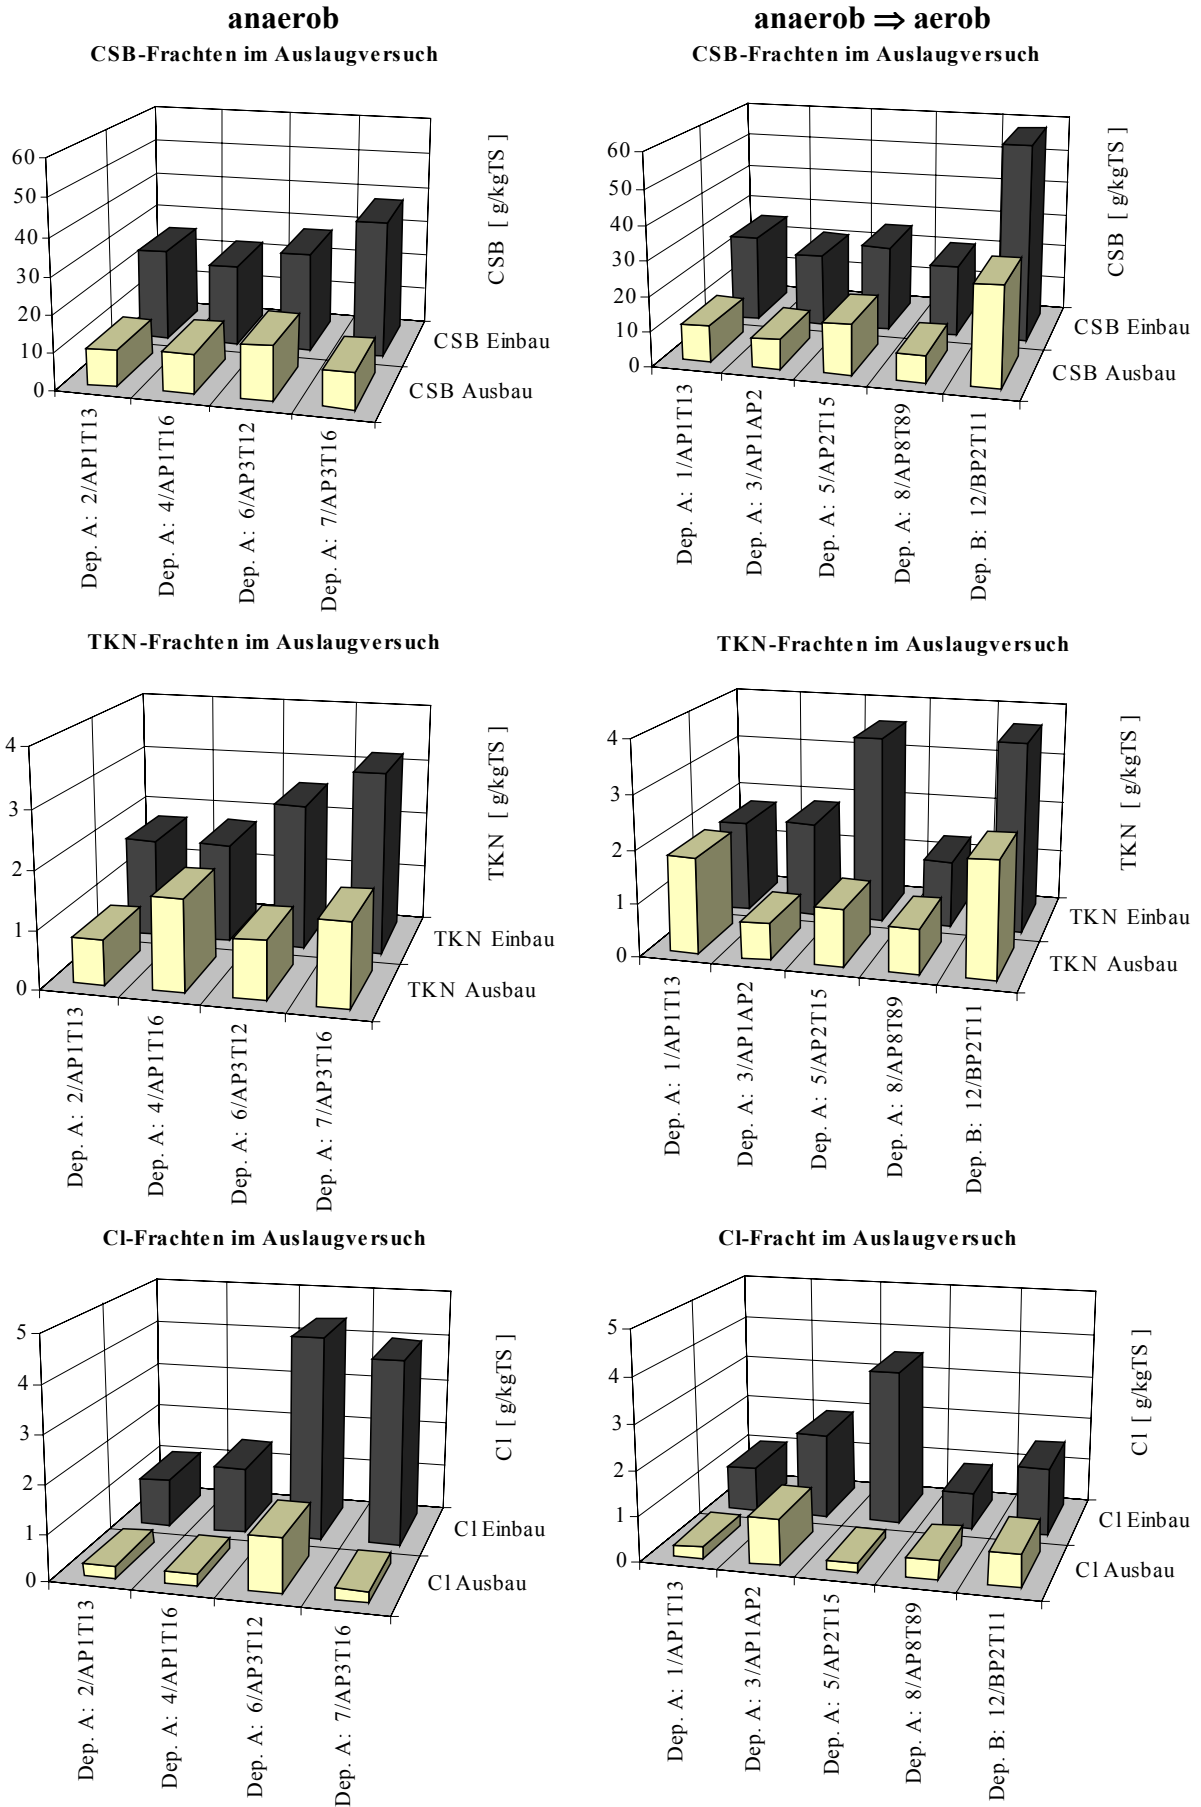 anaerob
anaerob ⇒ aerob
CSB-Frachten im Auslaugversuch
60
50
40
30
20
10
0
CSB [ g/kgTS ]
CSB Einbau
CSB Ausbau
Dep. A: 2/AP1T13
Dep. A: 4/AP1T16
Dep. A: 6/AP3T12
Dep. A: 7/AP3T16
CSB-Frachten im Auslaugversuch
60
50
40
30
20
10
0
CSB [ g/kgTS ]
CSB Einbau
CSB Ausbau
Dep. A: 1/AP1T13
Dep. A: 3/AP1AP2
Dep. A: 5/AP2T15
Dep. A: 8/AP8T89
Dep. B: 12/BP2T11
TKN-Frachten im Auslaugversuch
4
3
2
1
0
TKN [ g/kgTS ]
TKN Einbau
TKN Ausbau
Dep. A: 2/AP1T13
Dep. A: 4/AP1T16
Dep. A: 6/AP3T12
Dep. A: 7/AP3T16
TKN-Frachten im Auslaugversuch
4
3
2
1
0
TKN [ g/kgTS ]
TKN Einbau
TKN Ausbau
Dep. A: 1/AP1T13
Dep. A: 3/AP1AP2
Dep. A: 5/AP2T15
Dep. A: 8/AP8T89
Dep. B: 12/BP2T11
Cl-Frachten im Auslaugversuch
5
4
3
2
1
0
Cl [ g/kgTS ]
Cl Einbau
Cl Ausbau
Dep. A: 2/AP1T13
Dep. A: 4/AP1T16
Dep. A: 6/AP3T12
Dep. A: 7/AP3T16
Cl-Fracht im Auslaugversuch
5
4
3
2
1
0
Cl [ g/kgTS ]
Cl Einbau
Cl Ausbau
Dep. A: 1/AP1T13
Dep. A: 3/AP1AP2
Dep. A: 5/AP2T15
Dep. A: 8/AP8T89
Dep. B: 12/BP2T11